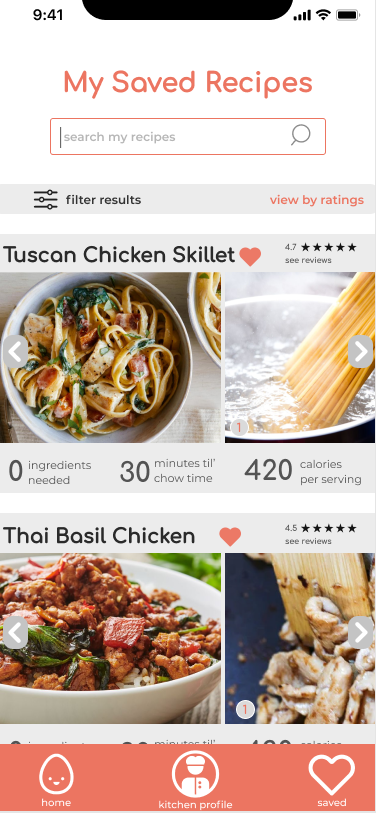 9:41
My Saved Recipes
search my recipes
filter results
view by ratings
Tuscan Chicken Skillet
4.7
see reviews
1
0 ingredients needed
30 minutes til' chow time
420 calories per serving
Thai Basil Chicken
4.5
see reviews
1
minutes til'
home
kitchen profile
saved